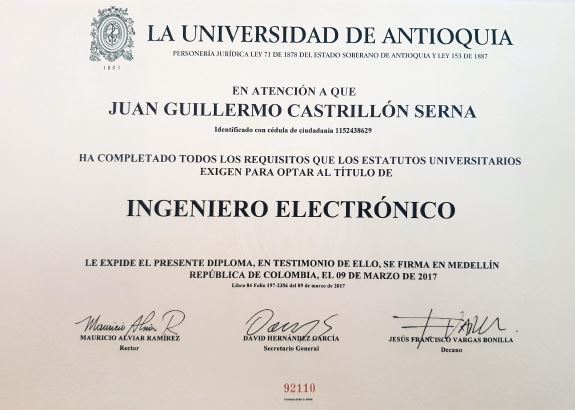 LA UNIVERSIDAD DE ANTIOQUIA
PERSONERÍA JURÍDICA LEY 71 DE 1878 DEL ESTADO SOBERANO DE ANTIOQUIA Y LEY 153 DE 1887
1803
EN ATENCIÓN A QUE
JUAN GUILLERMO CASTRILLÓN SERNA
Identificado con cédula de ciudadanía 1152438629
HA COMPLETADO TODOS LOS REQUISITOS QUE LOS ESTATUTOS UNIVERSITARIOS
EXIGEN PARA OPTAR AL TÍTULO DE
INGENIERO ELECTRÓNICO
LE EXPIDE EL PRESENTE DIPLOMA, EN TESTIMONIO DE ELLO, SE FIRMA EN MEDELLÍN
REPÚBLICA DE COLOMBIA, EL 09 DE MARZO DE 2017
Libro 84 Folio 197-2356 del 09 de marzo de 2017
Mauricio Alviar R
MAURICIO ALVIAR RAMÍREZ
Rector
DAVID HERNÁNDEZ GARCÍA
Secretario General
JESÚS FRANCISCO VARGAS BONILLA
Decano
92110